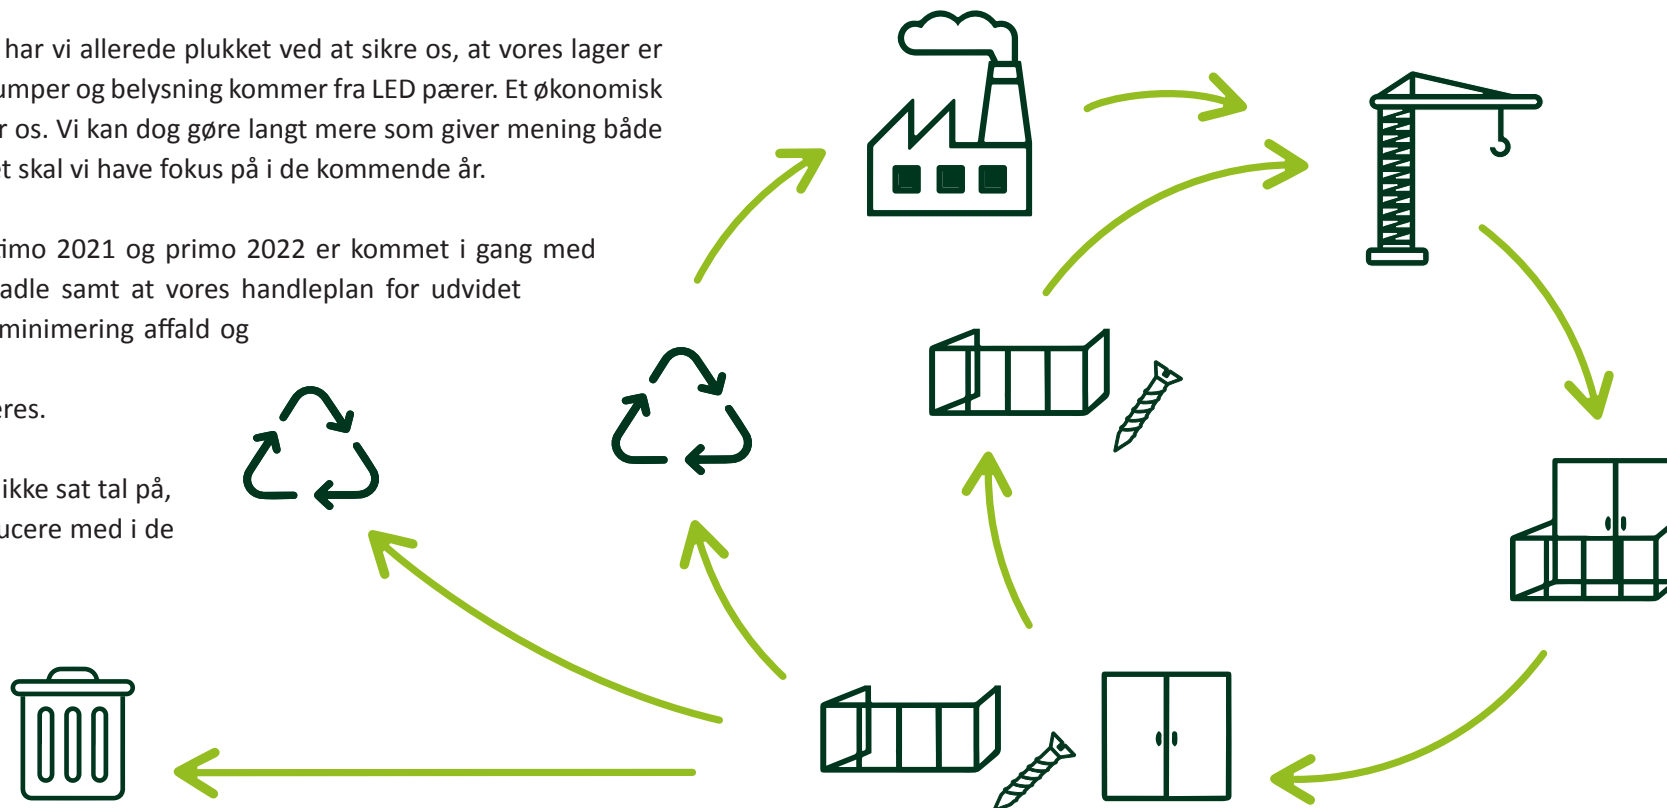 har vi allerede plukket ved at sikre os, at vores lager er
umper og belysning kommer fra LED pærer. Et økonomisk
r os. Vi kan dog gøre langt mere som giver mening både
et skal vi have fokus på i de kommende år.
timo 2021 og primo 2022 er kommet i gang med
adle samt at vores handleplan for udvidet
minimering affald og
eres.
ikke sat tal på,
ucere med i de